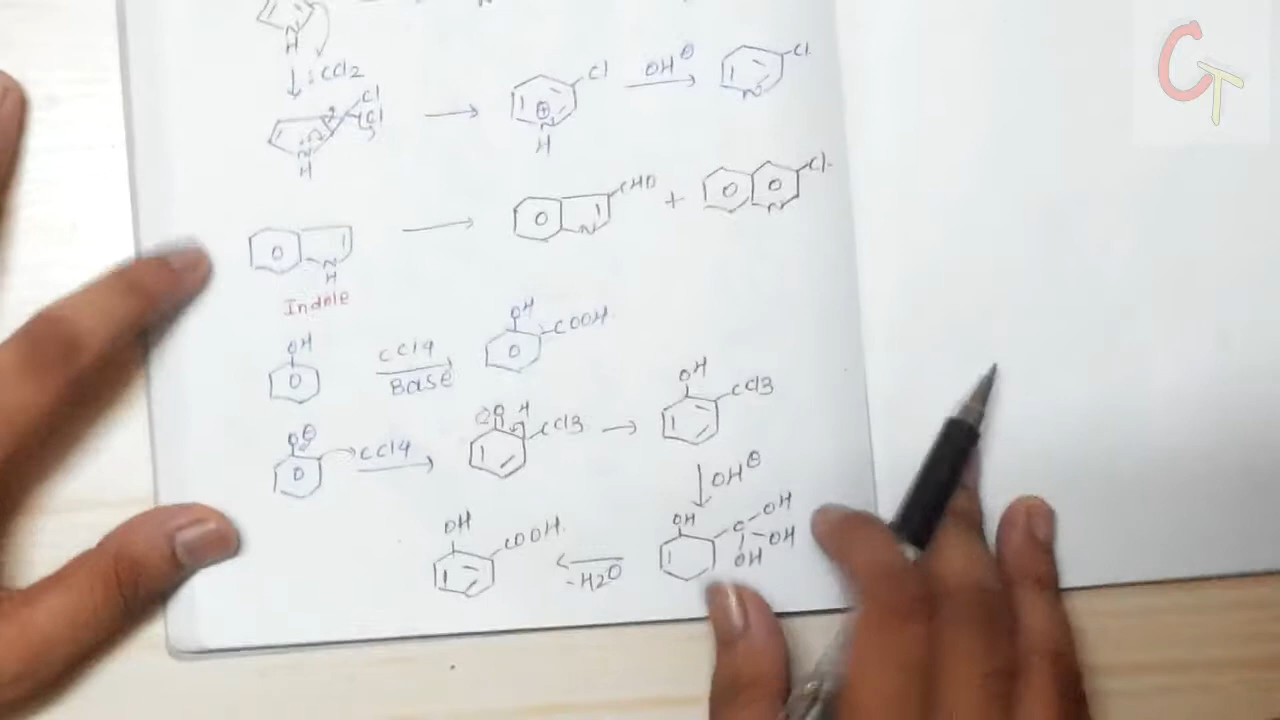 H
:CCl2
Cl
Cl
N
H
Cl
⊕
N
H
OH⊖
Cl
N
N
H
CHO
N
+
Cl
N
Indole
OH
CCl4
Base
OH
COOH
O⊖
CCl4
O H
CCl3
OH
CCl3
OH⊖
OH
C
OH
OH
OH
-H2O
OH
COOH
CT